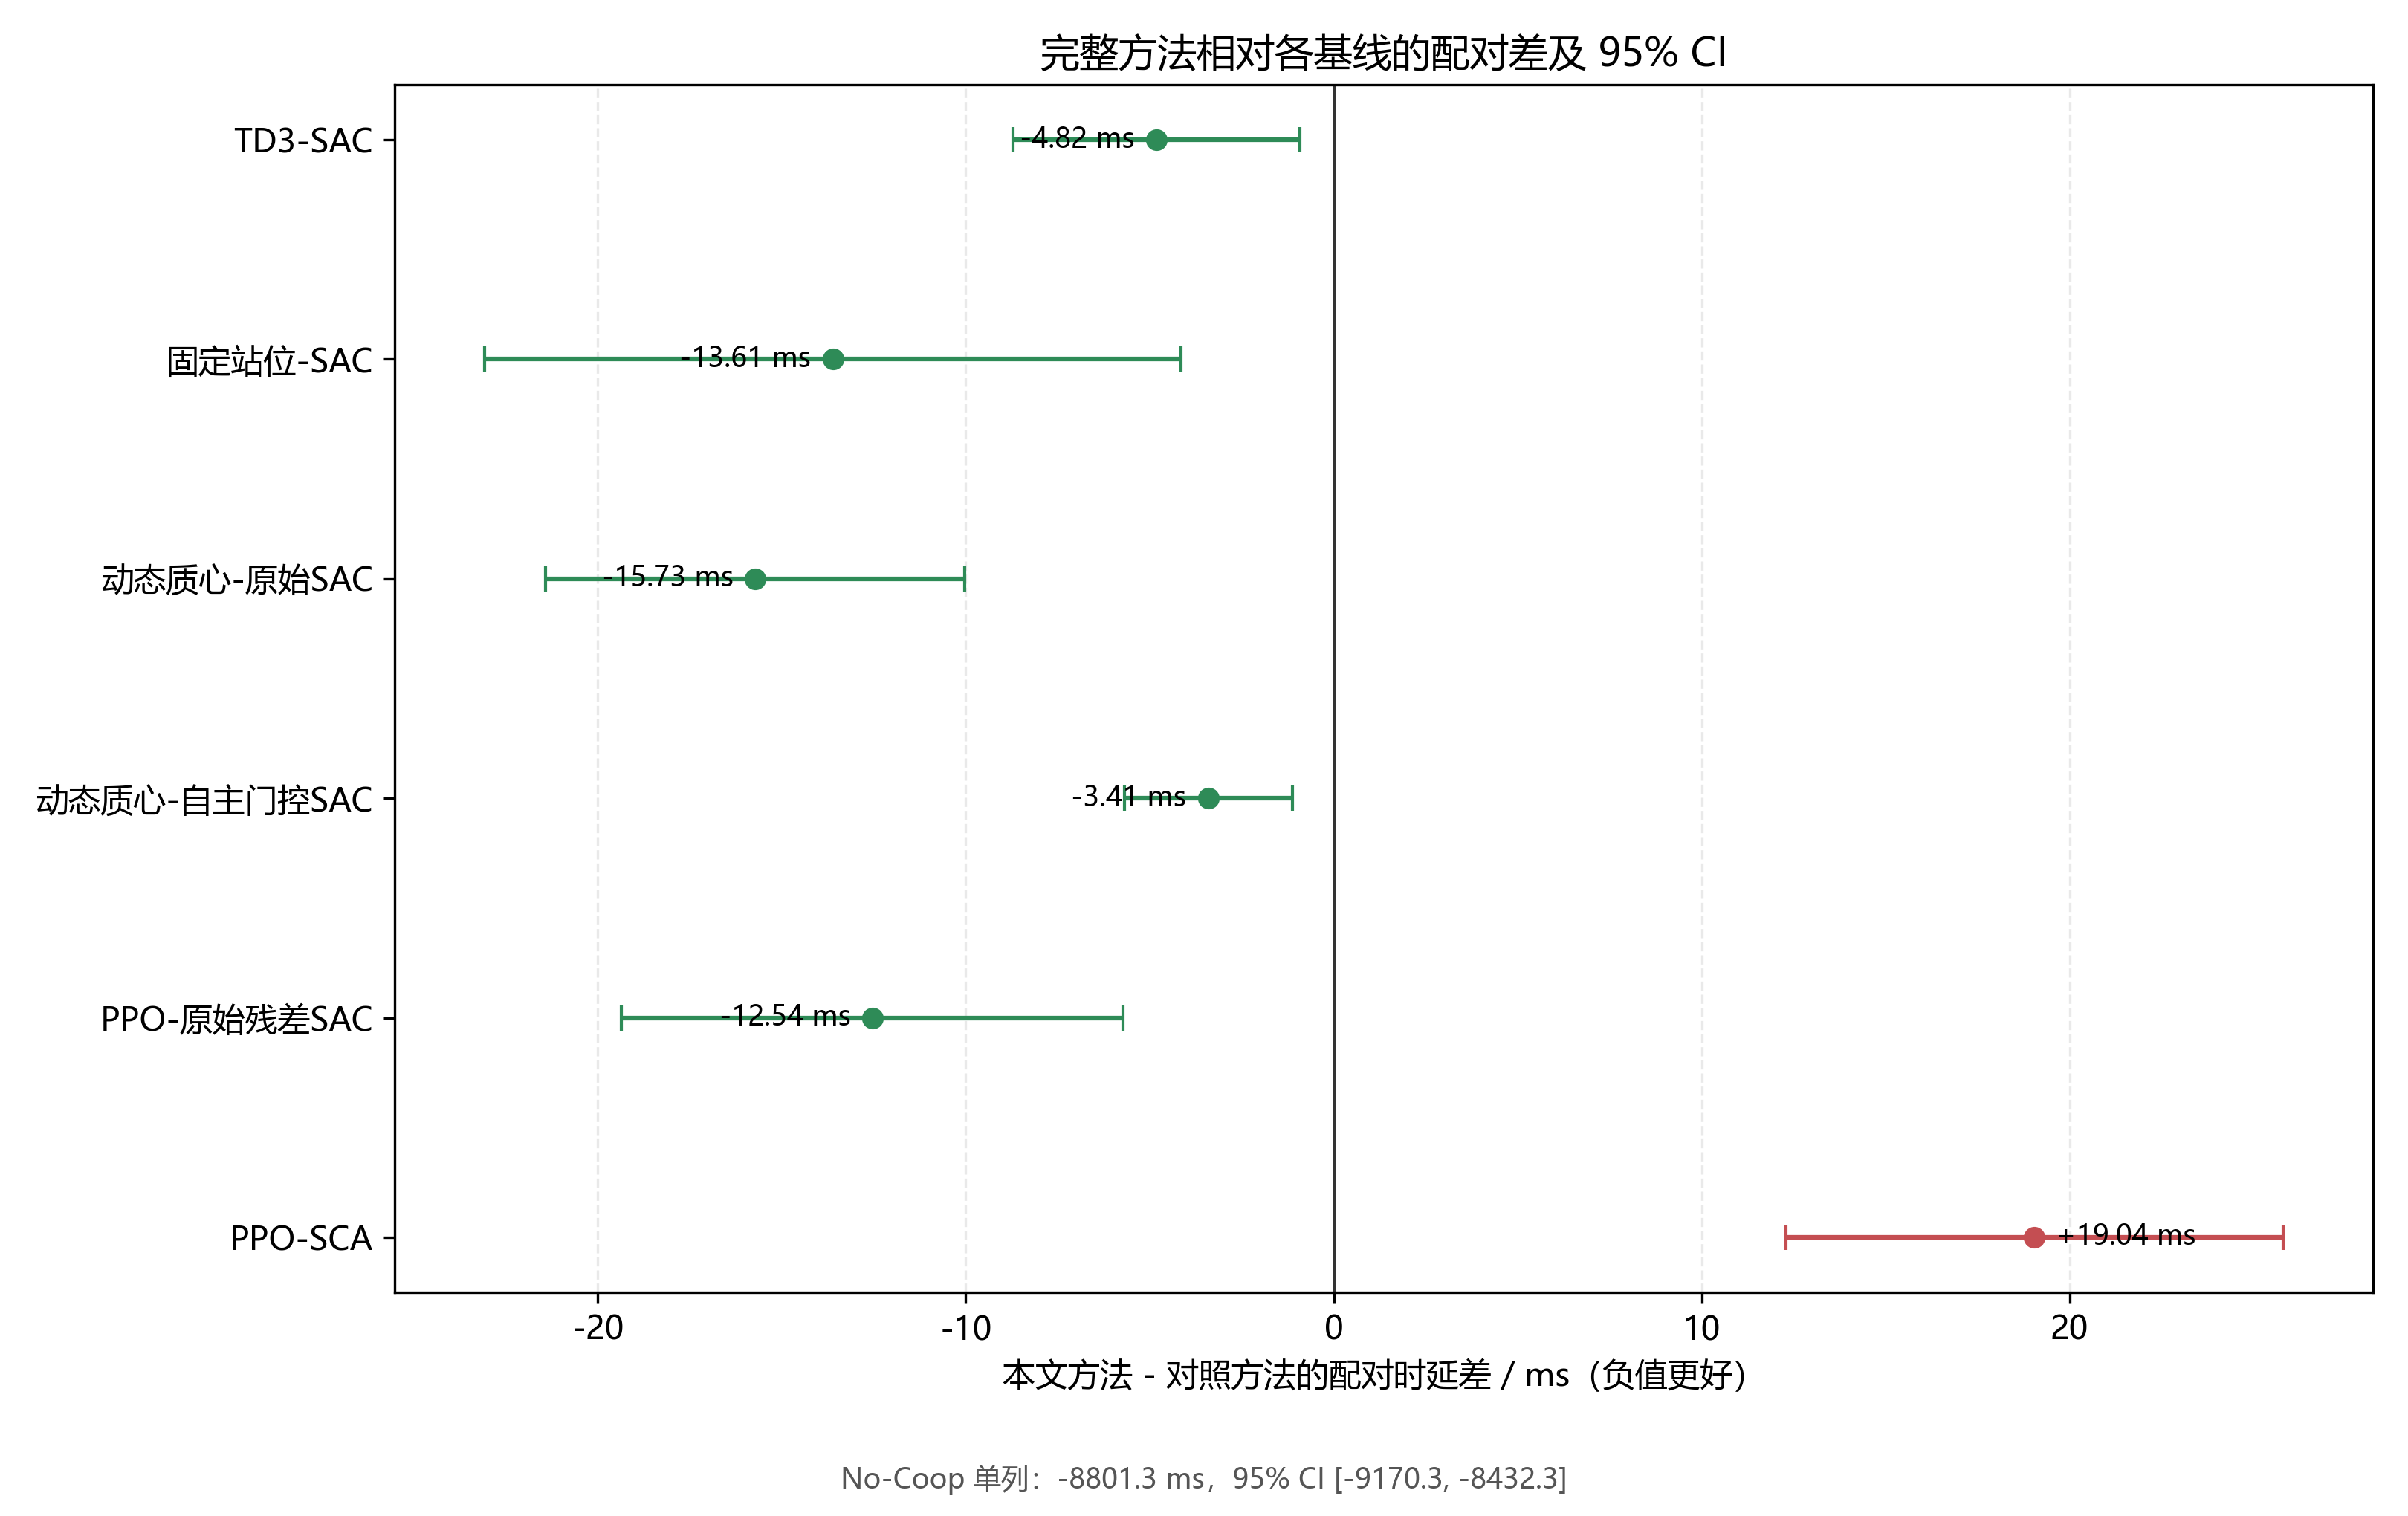 完整方法相对各基线的配对差及 95% CI
TD3-SAC
-4.82 ms
固定站位-SAC
-13.61 ms
动态质心-原始SAC
-15.73 ms
动态质心-自主门控SAC
-3.41 ms
PPO-原始残差SAC
-12.54 ms
PPO-SCA
+19.04 ms
-20
-10
0
10
20
本文方法 - 对照方法的配对时延差 / ms（负值更好）
No-Coop 单列：-8801.3 ms，95% CI [-9170.3, -8432.3]